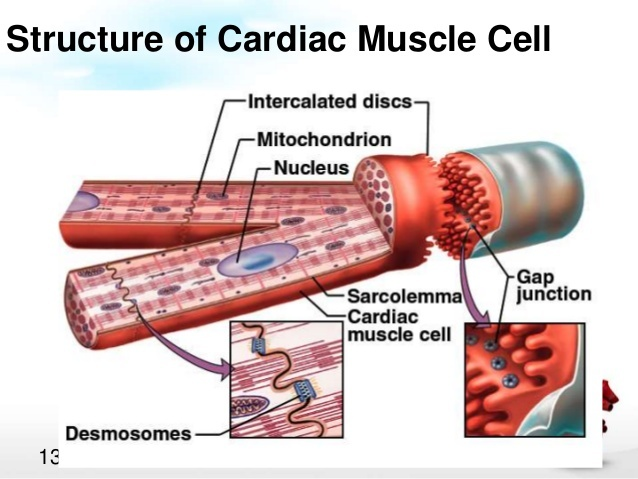 Structure of Cardiac Muscle Cell
Intercalated discs
Mitochondrion
Nucleus
Gap
junction
Sarcolemma
Cardiac
muscle cell
Desmosomes
13